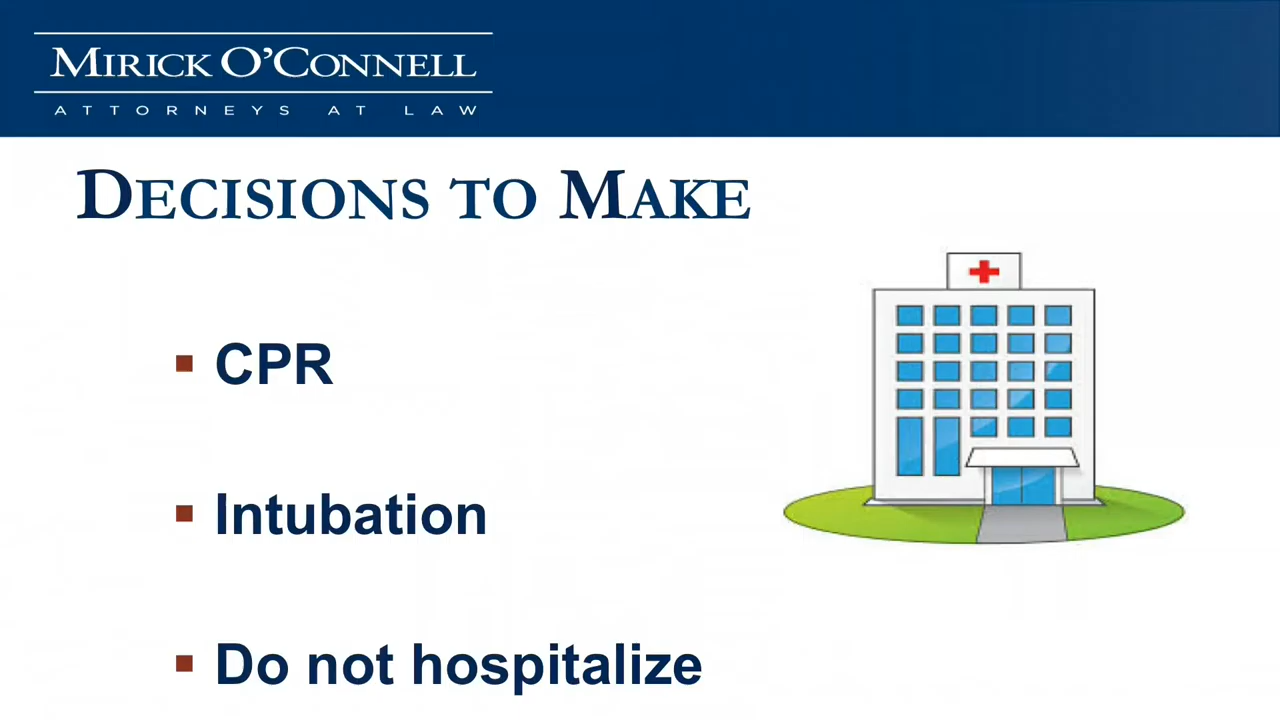 MIRICK O'CONNELL
ATTORNEYS AT LAW
DECISIONS TO MAKE
▪ CPR
▪ Intubation
▪ Do not hospitalize